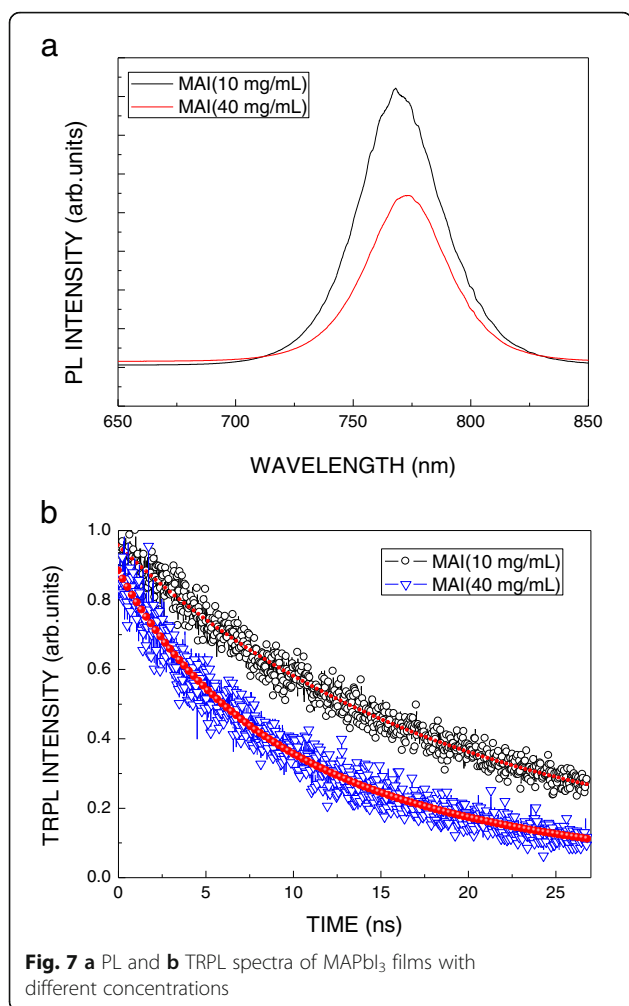 a
MAI(10 mg/mL)
MAI(40 mg/mL)
PL INTENSITY (arb.units)
650 700 750 800 850
WAVELENGTH (nm)
b
1.0
0.8
0.6
0.4
0.2
0.0
MAI(10 mg/mL)
MAI(40 mg/mL)
TRPL INTENSITY (arb.units)
0 5 10 15 20 25
TIME (ns)
Fig. 7 a PL and b TRPL spectra of MAPbI₃ films with
different concentrations